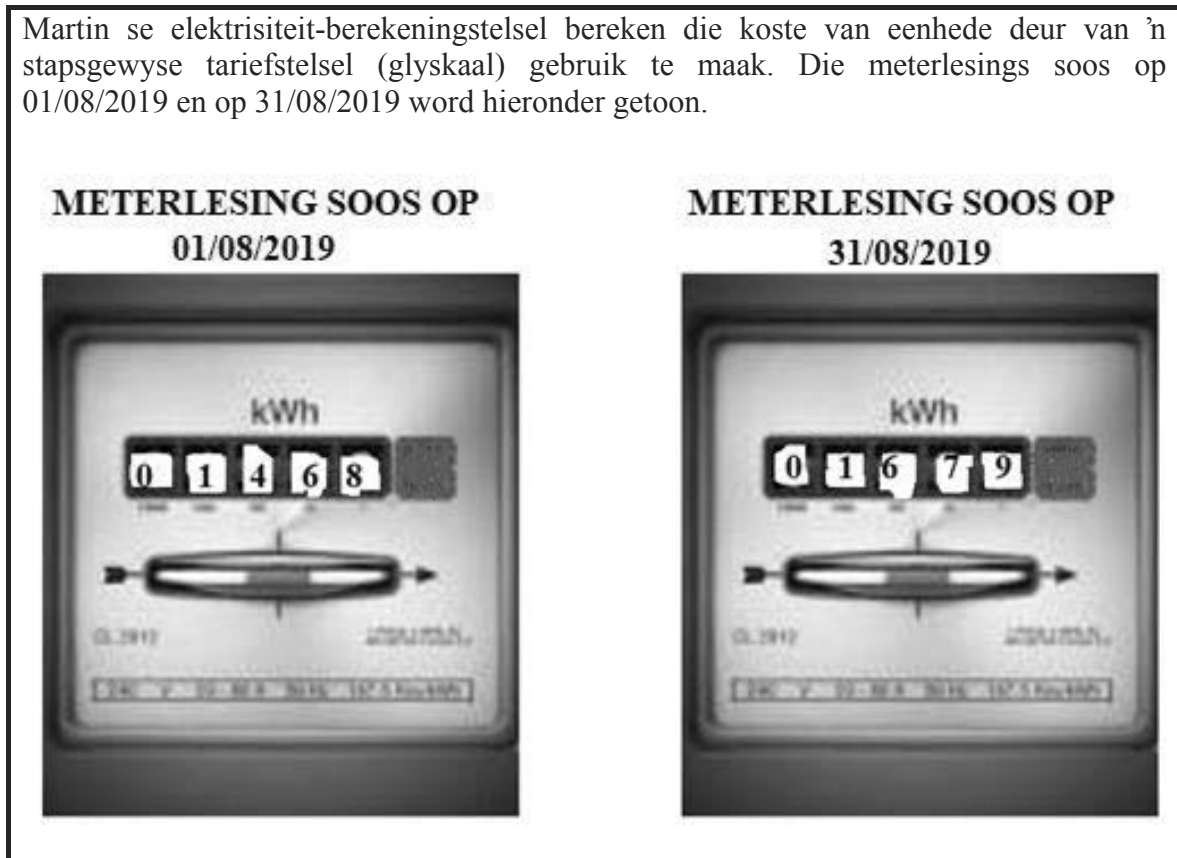 Martin se elektrisiteit-berekeningstelsel bereken die koste van eenhede deur van ’n
stapsgewyse tariefstelsel (glyskaal) gebruik te maak. Die meterlesings soos op
01/08/2019 en op 31/08/2019 word hieronder getoon.
METERLESING SOOS OP
01/08/2019
kWh
0 1 4 6 8
METERLESING SOOS OP
31/08/2019
kWh
0 1 6 7 9